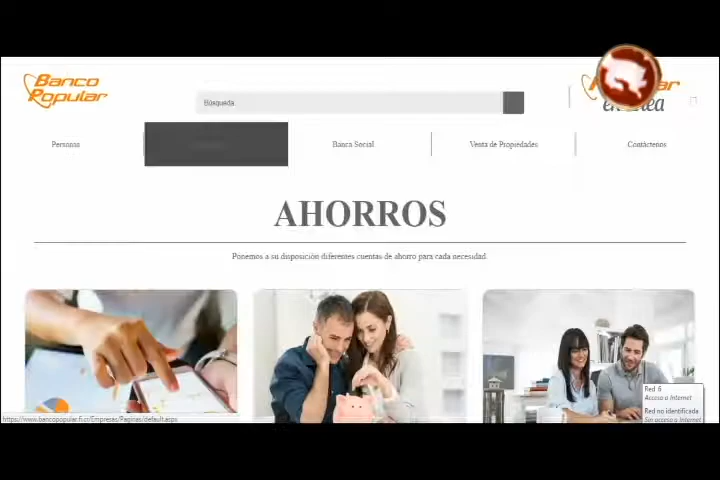 Banco
Popular
Búsqueda
en línea
Personas
Banca Social
Venta de Propiedades
Contáctenos
AHORROS
Ponemos a su disposición diferentes cuentas de ahorro para cada necesidad.
Red 6
Acceso a Internet
Red no identificada
Sin acceso a Internet
https://www.bancopopular.fi.cr/Empresas/Paginas/default.aspx